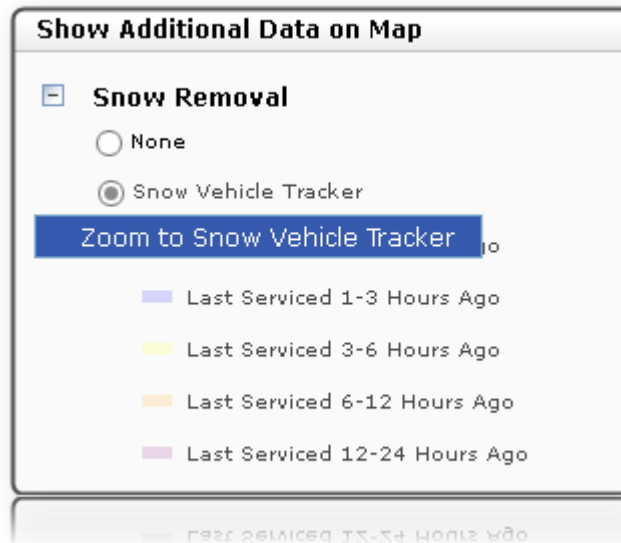 Show Additional Data on Map
Snow Removal
None
Snow Vehicle Tracker
Zoom to Snow Vehicle Tracker
Last Serviced 1-3 Hours Ago
Last Serviced 3-6 Hours Ago
Last Serviced 6-12 Hours Ago
Last Serviced 12-24 Hours Ago